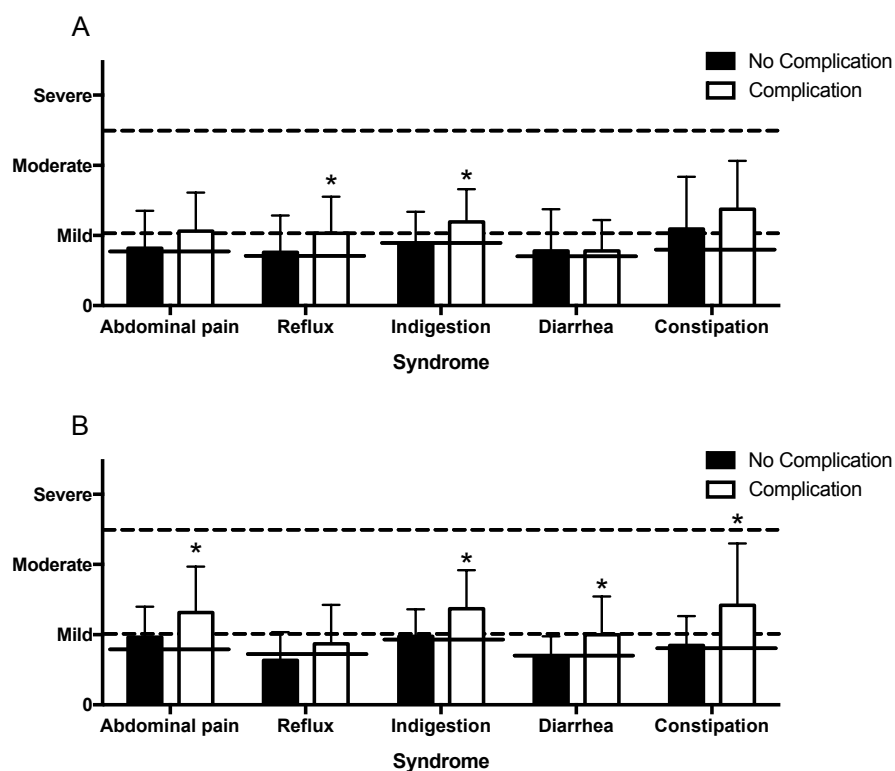 A
No Complication
Complication
Severe
Moderate
Mild
0
* *
Abdominal pain Reflux Indigestion Diarrhea Constipation
Syndrome
B
No Complication
Complication
Severe
Moderate
Mild
0
* * * *
Abdominal pain Reflux Indigestion Diarrhea Constipation
Syndrome